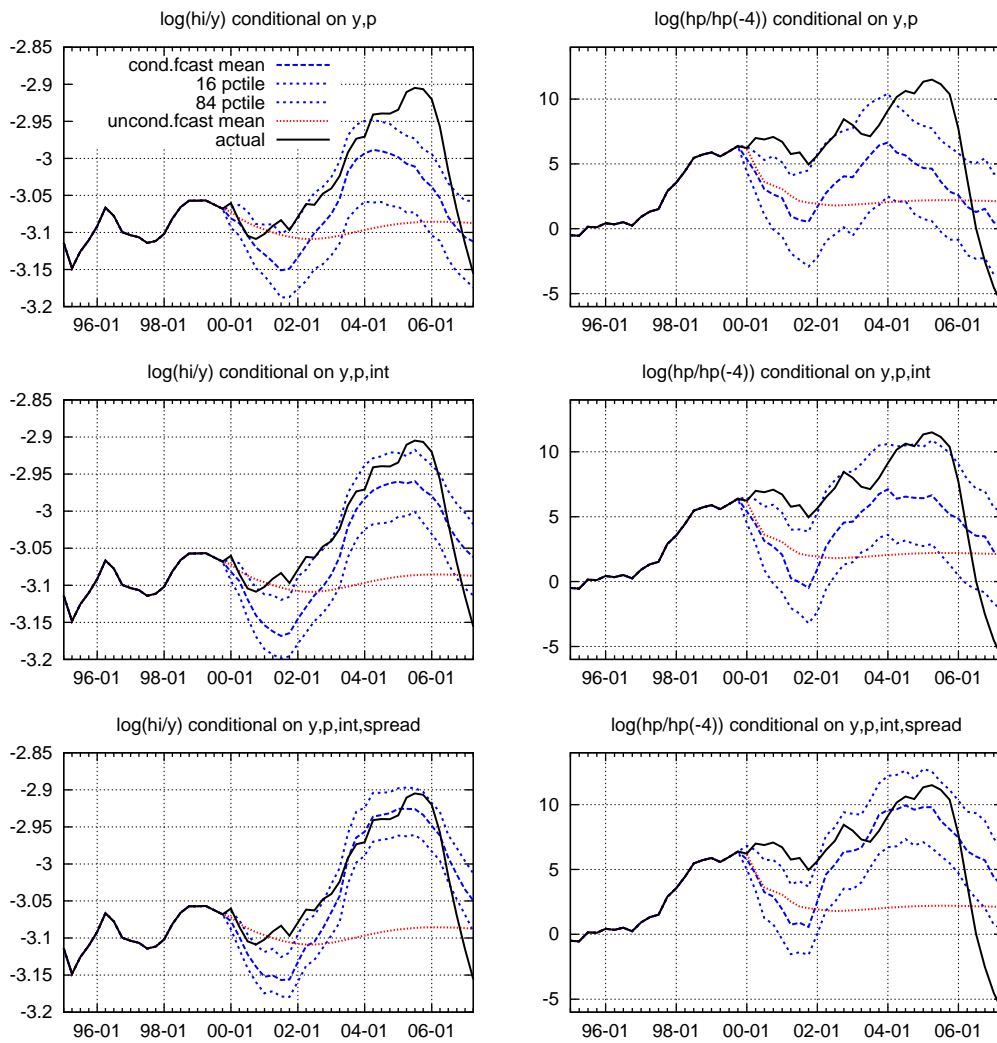 log(hi/y) conditional on y,p
-2.85
-2.9
-2.95
-3
-3.05
-3.1
-3.15
-3.2
cond.fcast mean
16 pctile
84 pctile
uncond.fcast mean
actual
96-01 98-01 00-01 02-01 04-01 06-01
log(hp/hp(-4)) conditional on y,p
10
5
0
-5
96-01 98-01 00-01 02-01 04-01 06-01
log(hi/y) conditional on y,p,int
-2.85
-2.9
-2.95
-3
-3.05
-3.1
-3.15
-3.2
96-01 98-01 00-01 02-01 04-01 06-01
log(hp/hp(-4)) conditional on y,p,int
10
5
0
-5
96-01 98-01 00-01 02-01 04-01 06-01
log(hi/y) conditional on y,p,int,spread
-2.85
-2.9
-2.95
-3
-3.05
-3.1
-3.15
-3.2
96-01 98-01 00-01 02-01 04-01 06-01
log(hp/hp(-4)) conditional on y,p,int,spread
10
5
0
-5
96-01 98-01 00-01 02-01 04-01 06-01